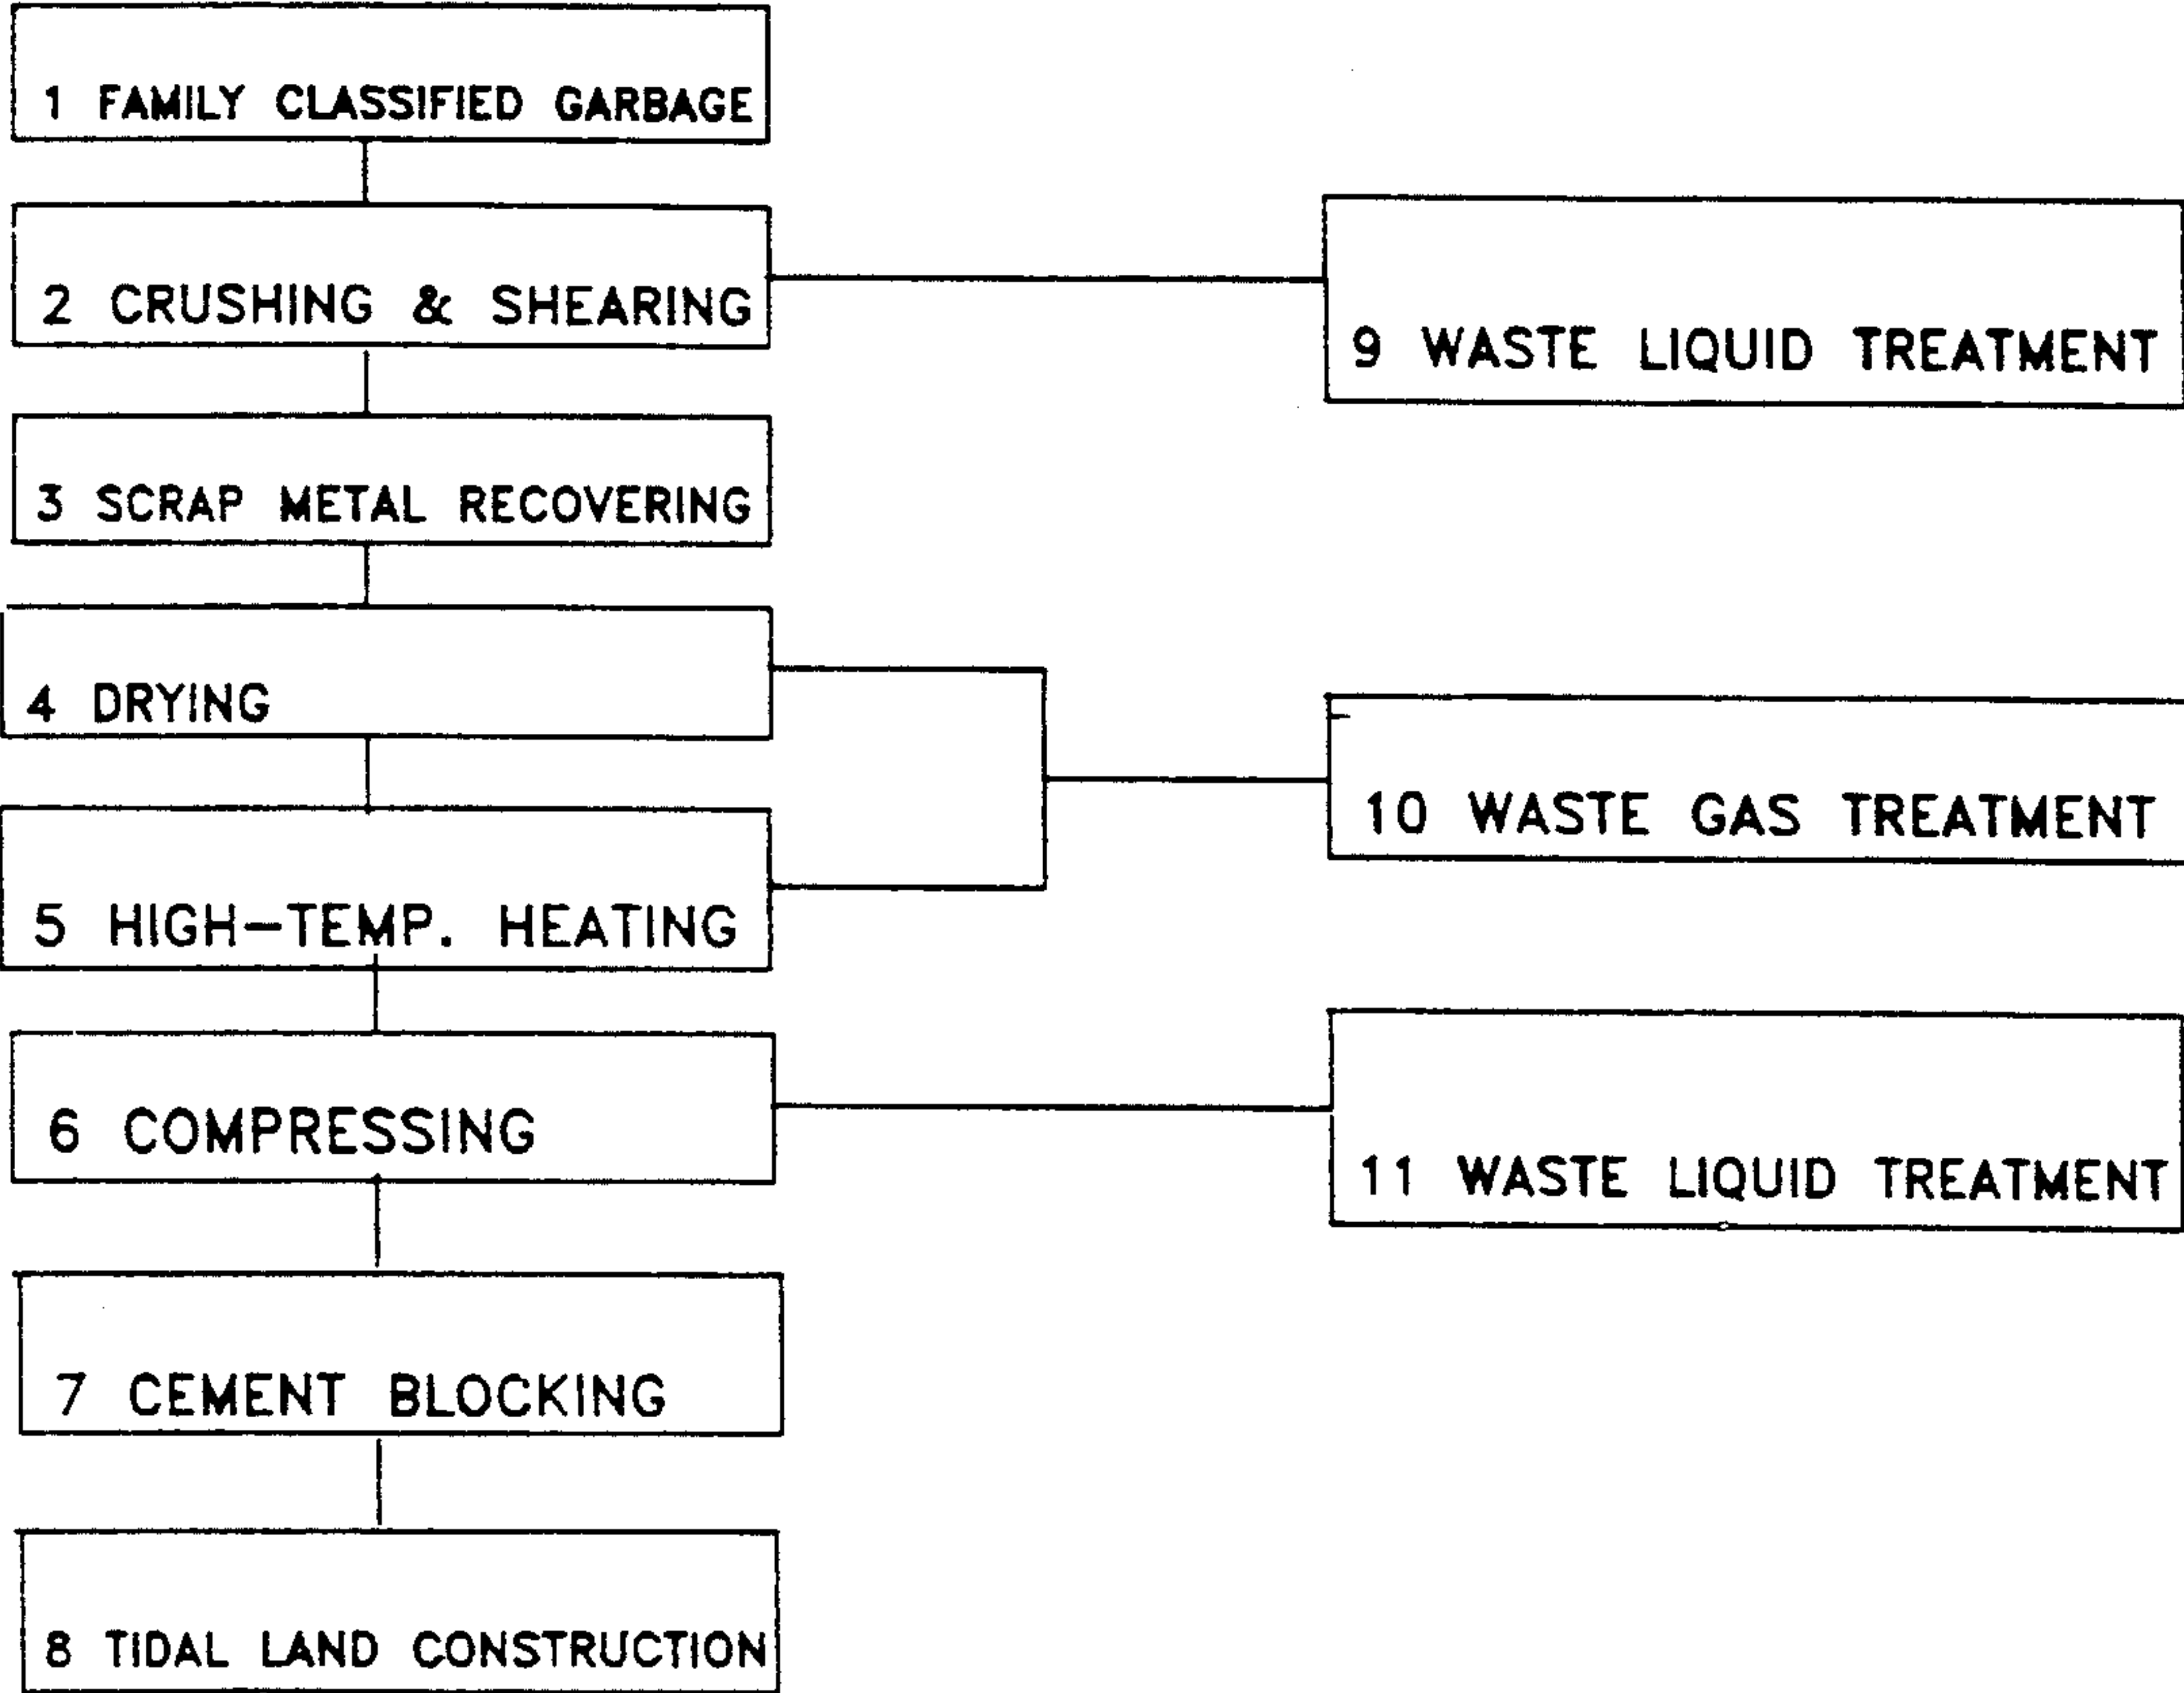 1 FAMILY CLASSIFIED GARBAGE
2 CRUSHING & SHEARING
9 WASTE LIQUID TREATMENT
3 SCRAP METAL RECOVERING
4 DRYING
10 WASTE GAS TREATMENT
5 HIGH-TEMP. HEATING
6 COMPRESSING
11 WASTE LIQUID TREATMENT
7 CEMENT BLOCKING
8 TIDAL LAND CONSTRUCTION